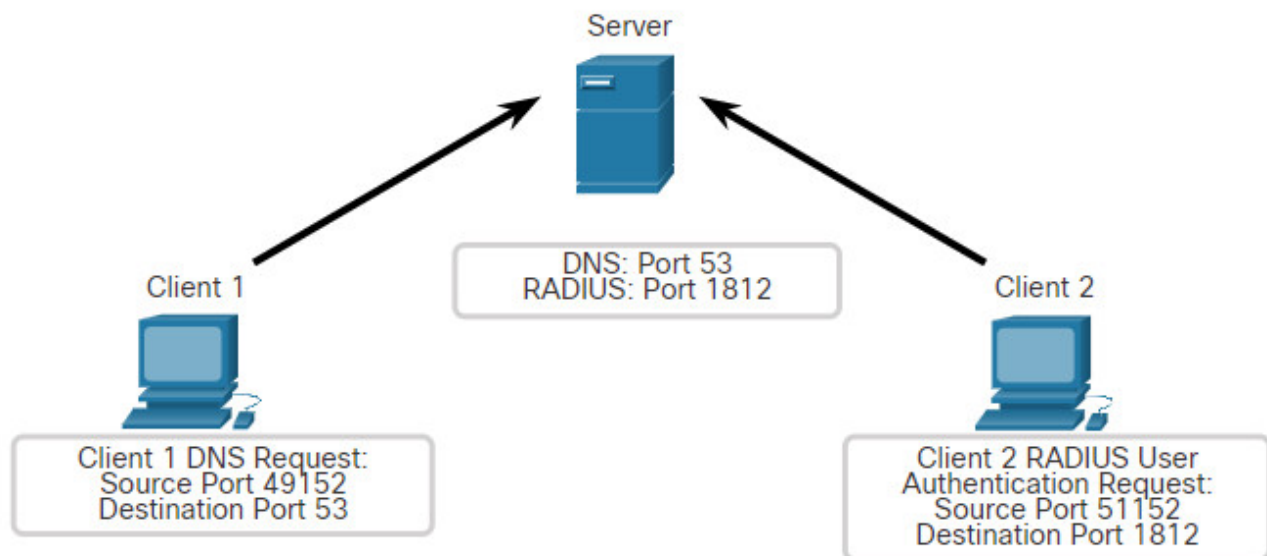 Server
DNS: Port 53
RADIUS: Port 1812
Client 1
Client 2
Client 1 DNS Request:
Source Port 49152
Destination Port 53
Client 2 RADIUS User
Authentication Request:
Source Port 51152
Destination Port 1812